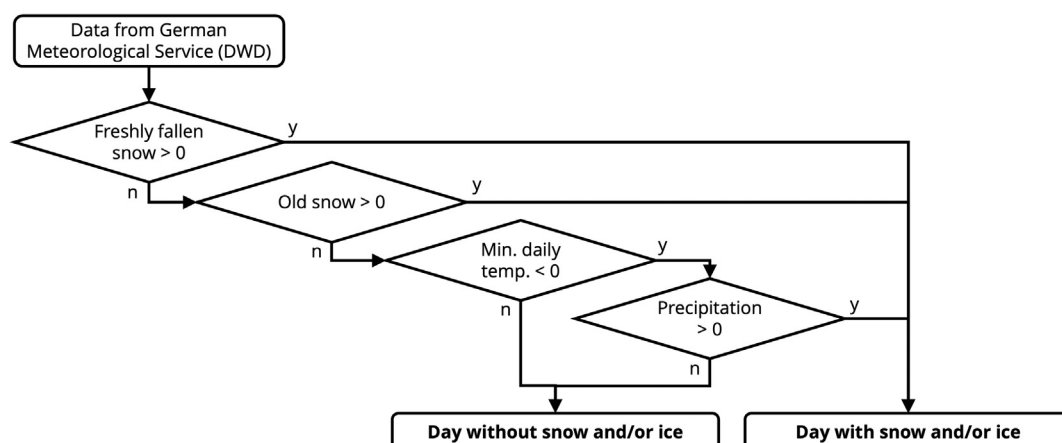 Data from German
Meteorological Service (DWD)
Freshly fallen
snow > 0
y
n
Old snow > 0
y
n
Min. daily
temp. < 0
y
n
Precipitation
> 0
y
n
Day without snow and/or ice
Day with snow and/or ice